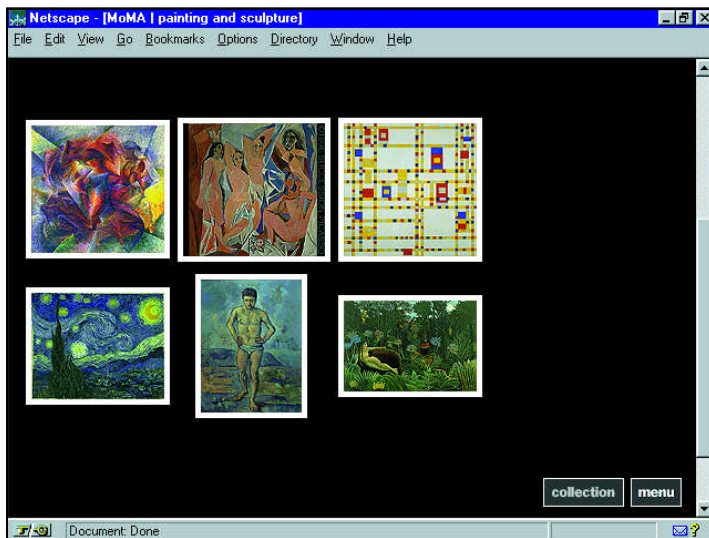 Netscape - [MoMA | painting and sculpture]
File Edit View Go Bookmarks Options Directory Window Help
collection menu
Document: Done